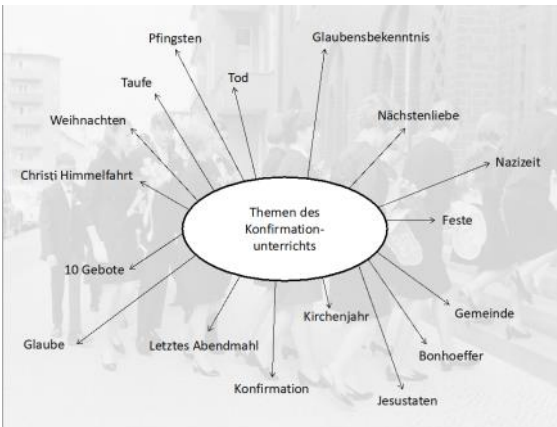 Pfingsten
Glaubensbekenntnis
Tod
Taufe
Nächstenliebe
Weihnachten
Nazizeit
Christi Himmelfahrt
Themen des
Konfirmation-
unterrichts
Feste
10 Gebote
Gemeinde
Kirchenjahr
Glaube
Letztes Abendmahl
Bonhoeffer
Konfirmation
Jesustaten